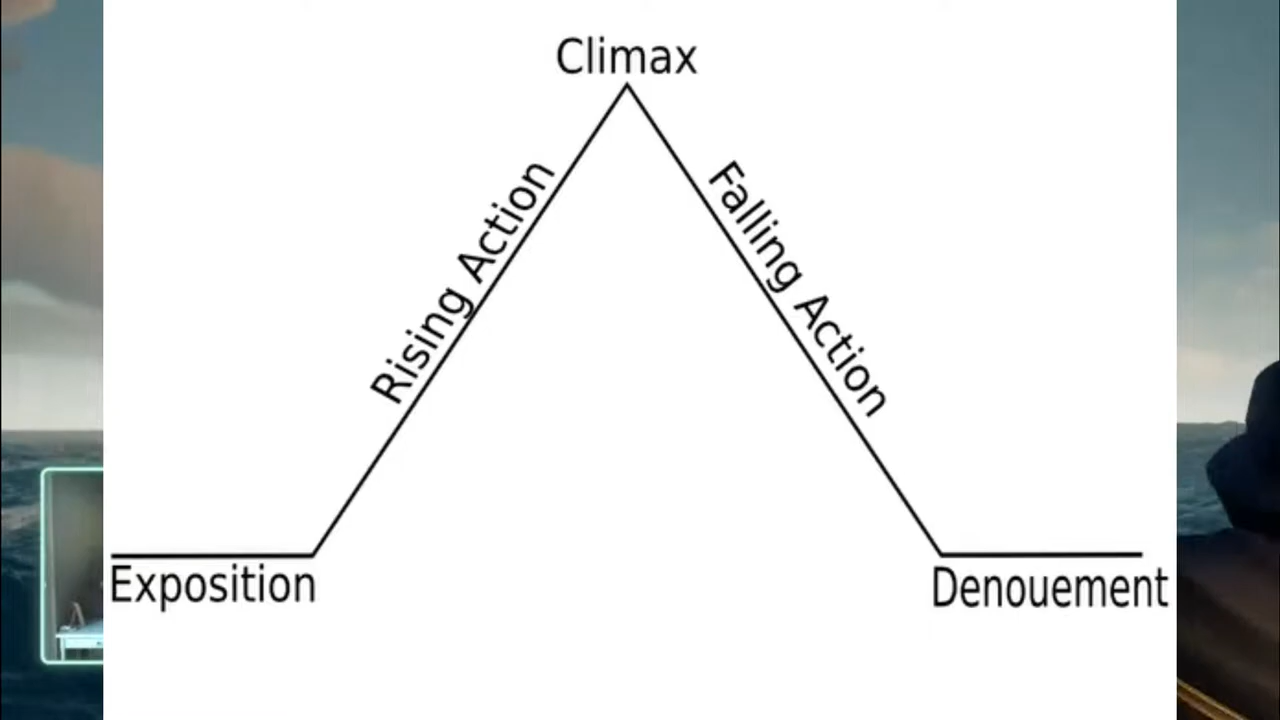 Climax
Rising Action
Falling Action
Exposition
Denouement